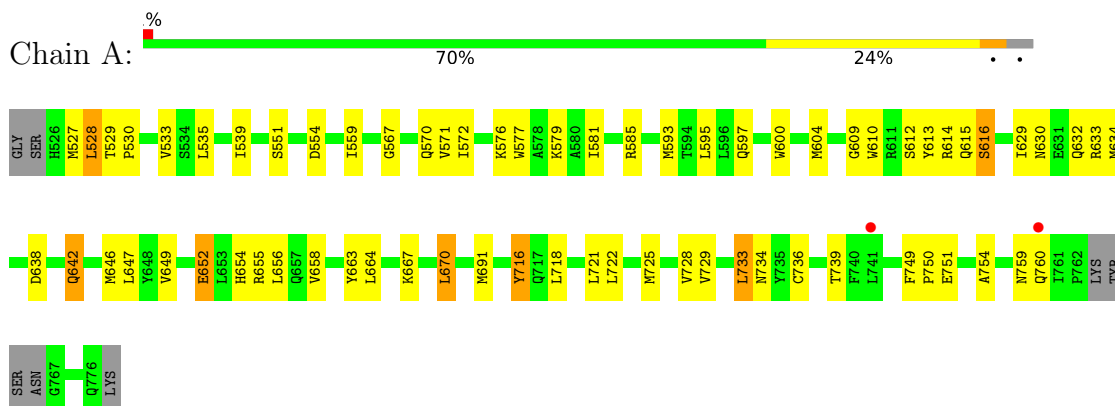 .%
Chain A:
70% 24% • •
GLY SER H526 M527 L528 T529 P530 V533 S534 L535 I539 S551 D554 I559 G567 Q570 V571 I572 K576 W577 A578 K579 A580 I581 R585 M593 T594 L595 L596 Q597 W600 M604 G609 W610 R611 S612 Y613 R614 Q615 S616 I629 N630 E631 Q632 R633
D638 Q642 M646 L647 Y648 V649 E652 L653 H654 R655 L656 Q657 V658 Y663 L664 K667 L670 M691 Y716 Q717 L718 L721 L722 M725 V728 V729 L733 N734 Y735 C736 T739 F740 L741 F749 P750 E751 A754 N759 Q760 I761 P762 LYS
SER ASN G767 Q776 LYS